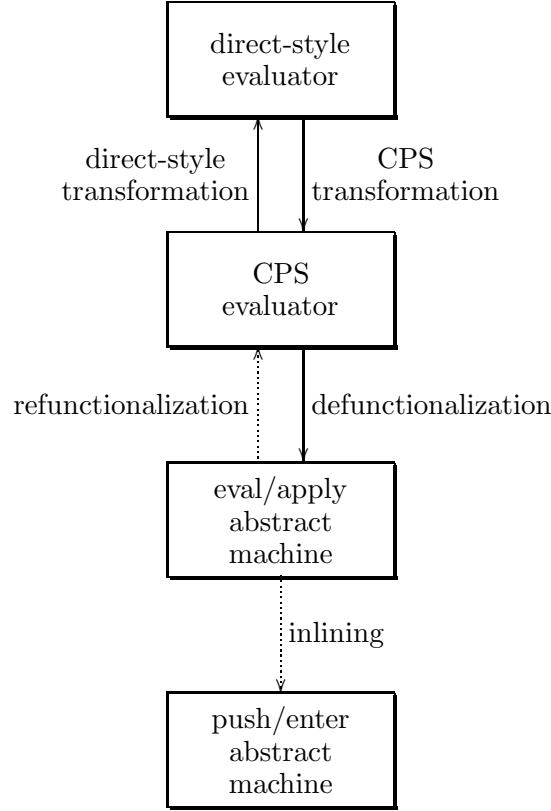 direct-style
evaluator
direct-style
transformation
CPS
transformation
CPS
evaluator
refunctionalization
defunctionalization
eval/apply
abstract
machine
inlining
push/enter
abstract
machine